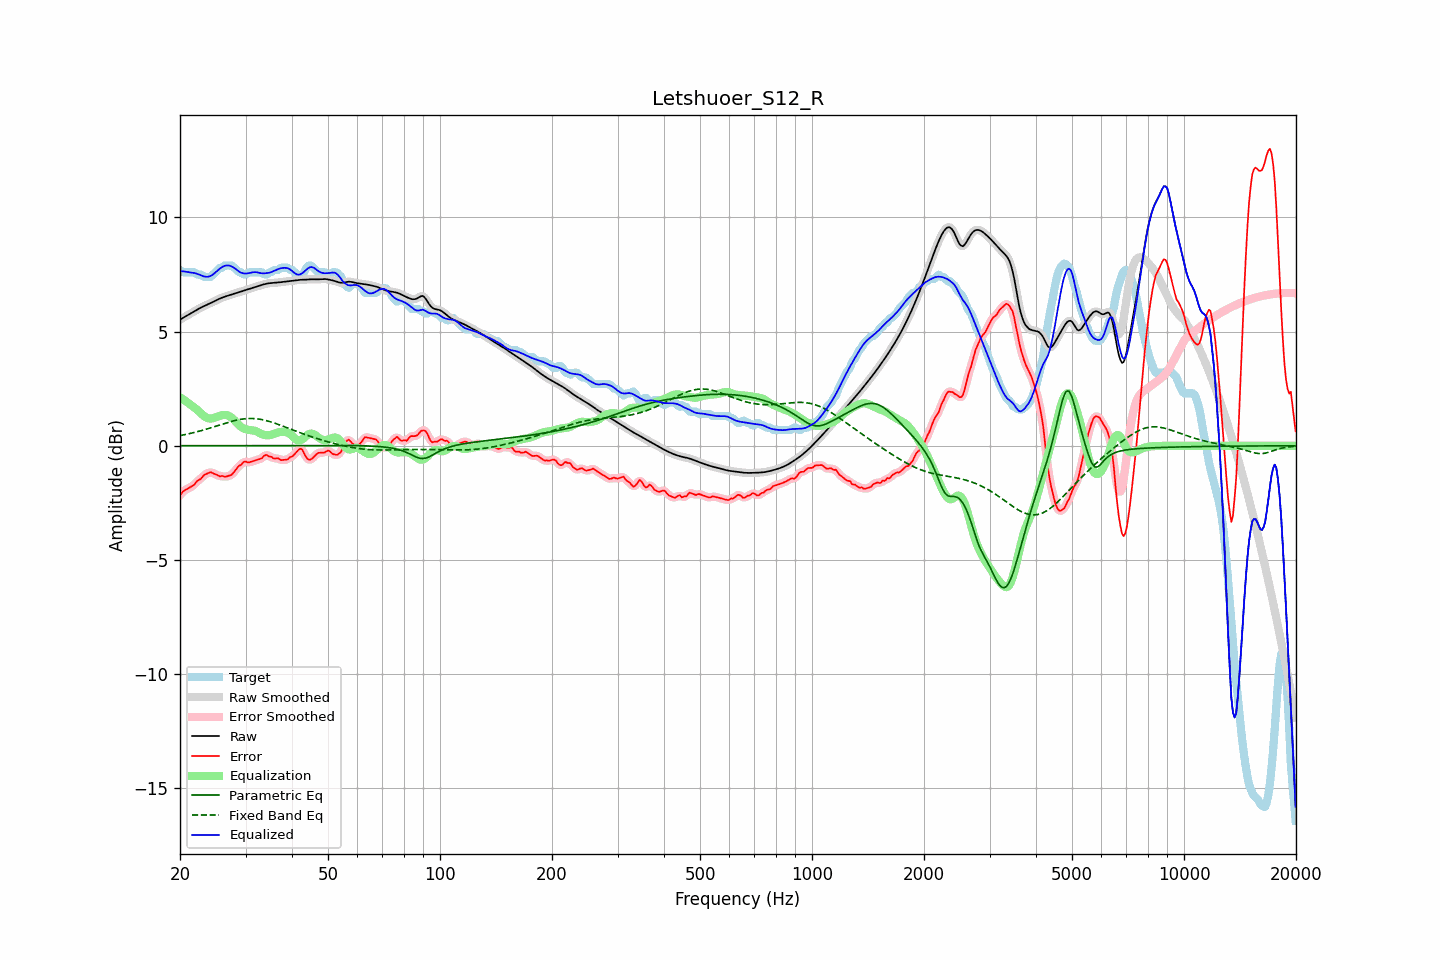 Letshuoer_S12_R
Amplitude (dBr)
10
5
0
−5
−10
−15
Target
Raw Smoothed
Error Smoothed
Raw
Error
Equalization
Parametric Eq
Fixed Band Eq
Equalized
20 50 100 200 500 1000 2000 5000 10000 20000
Frequency (Hz)